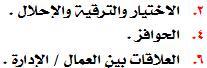 ٢. الاختيار والترقية والإحلال .
٤. الحوافز .
٦. العلاقات بين العمال / الإدارة .